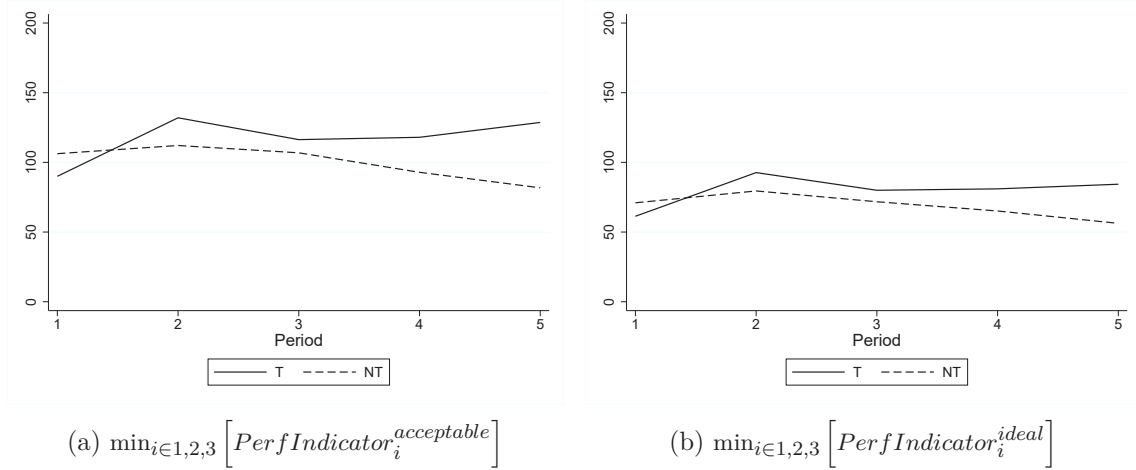 200
150
100
50
0
1 2 3 4 5
Period
T NT
(a) min_{i∈1,2,3} [PerfIndicator_i^{acceptable}]
200
150
100
50
0
1 2 3 4 5
Period
T NT
(b) min_{i∈1,2,3} [PerfIndicator_i^{ideal}]